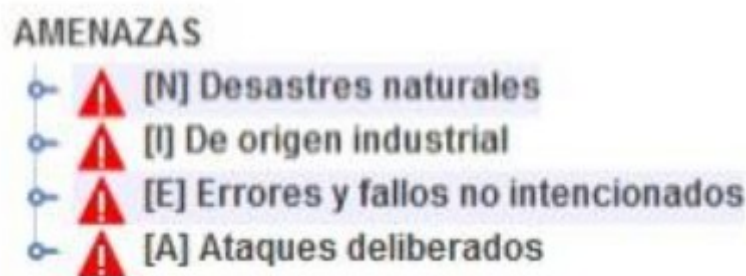 AMENAZAS
[N] Desastres naturales
[I] De origen industrial
[E] Errores y fallos no intencionados
[A] Ataques deliberados